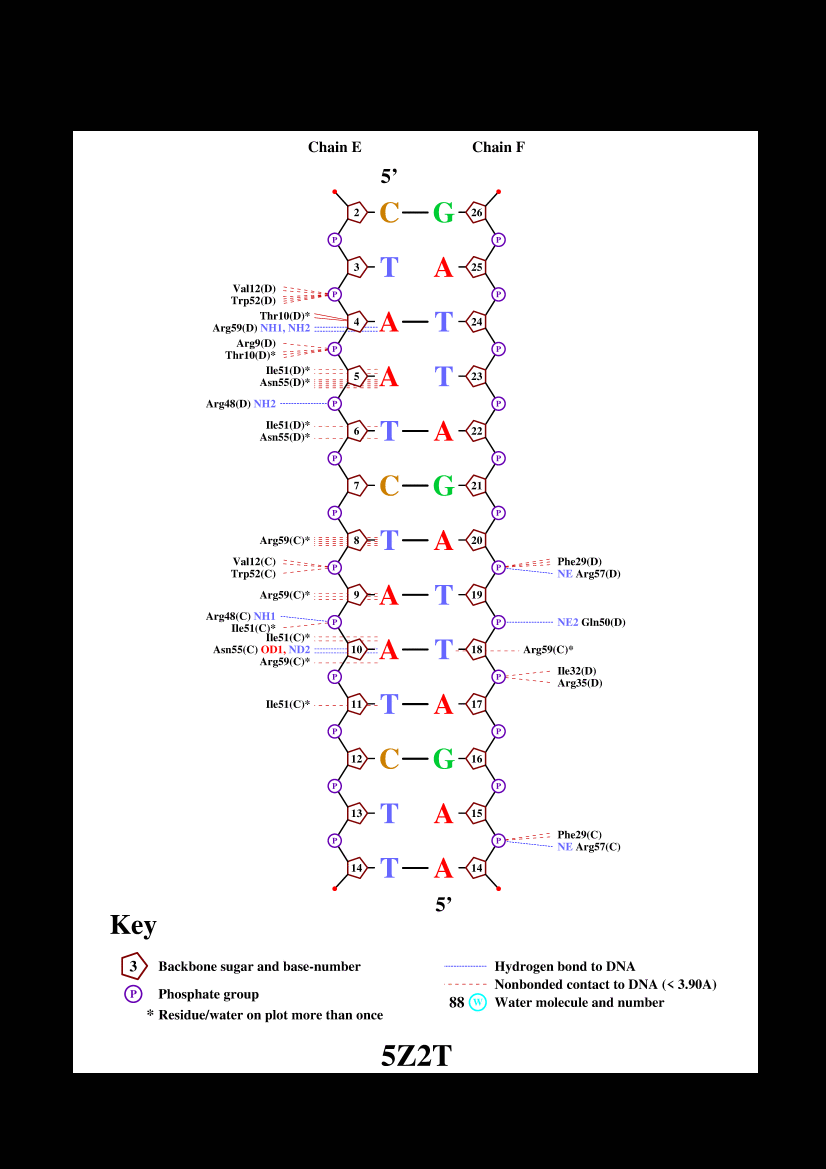 Chain E Chain F
5’
2 C G 26
P P
3 T A 25
Val12(D)
P P
Trp52(D)
Thr10(D)*
4 A T 24
Arg59(D) NH1, NH2
Arg9(D)
P P
Thr10(D)*
Ile51(D)*
5 A T 23
Asn55(D)*
Arg48(D) NH2 P P
Ile51(D)*
6 T A 22
Asn55(D)*
P P
7 C G 21
P P
Arg59(C)* 8 T A 20
Val12(C) Phe29(D)
P P
Trp52(C) NE Arg57(D)
Arg59(C)* 9 A T 19
Arg48(C) NH1
P P NE2 Gln50(D)
Ile51(C)*
Ile51(C)*
Asn55(C) OD1, ND2 10 A T 18 Arg59(C)*
Arg59(C)*
Ile32(D)
P P
Arg35(D)
Ile51(C)* 11 T A 17
P P
12 C G 16
P P
13 T A 15
Phe29(C)
P P
NE Arg57(C)
14 T A 14
5’
Key
3 Backbone sugar and base-number
Hydrogen bond to DNA
Nonbonded contact to DNA (< 3.90A)
P Phosphate group
88 W Water molecule and number
* Residue/water on plot more than once
5Z2T